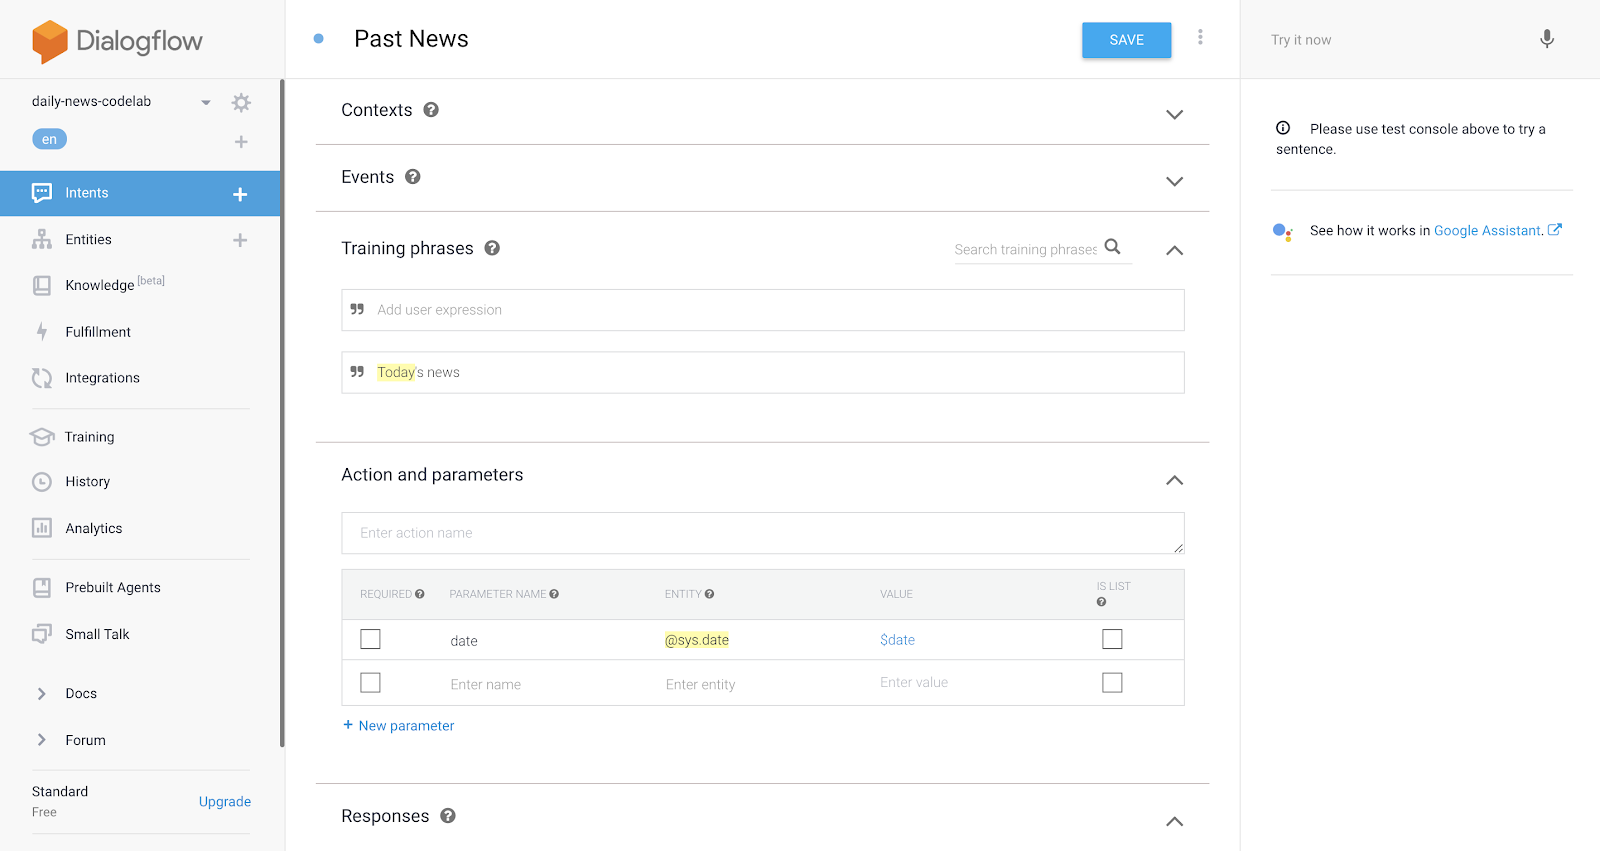 Dialogflow
daily-news-codelab
en
Intents
Entities
Knowledge [beta]
Fulfillment
Integrations
Training
History
Analytics
Prebuilt Agents
Small Talk
Docs
Forum
Standard
Free
Upgrade
Past News
SAVE
Contexts
Events
Training phrases
Search training phrases
Add user expression
Today's news
Action and parameters
Enter action name
REQUIRED PARAMETER NAME ENTITY VALUE IS LIST
date @sys.date $date
Enter name Enter entity Enter value
+ New parameter
Responses
Try it now
Please use test console above to try a
sentence.
See how it works in Google Assistant.